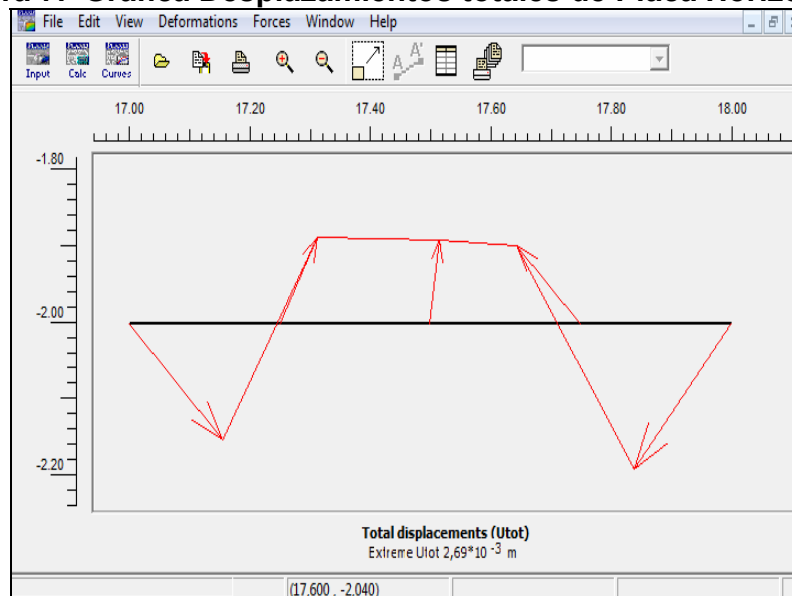 File Edit View Deformations Forces Window Help
Input Calc Curves
17.00 17.20 17.40 17.60 17.80 18.00
-1.80
-2.00
-2.20
Total displacements (Utot)
Extreme Utot 2,69*10 -3 m
(17.600 , -2.040)